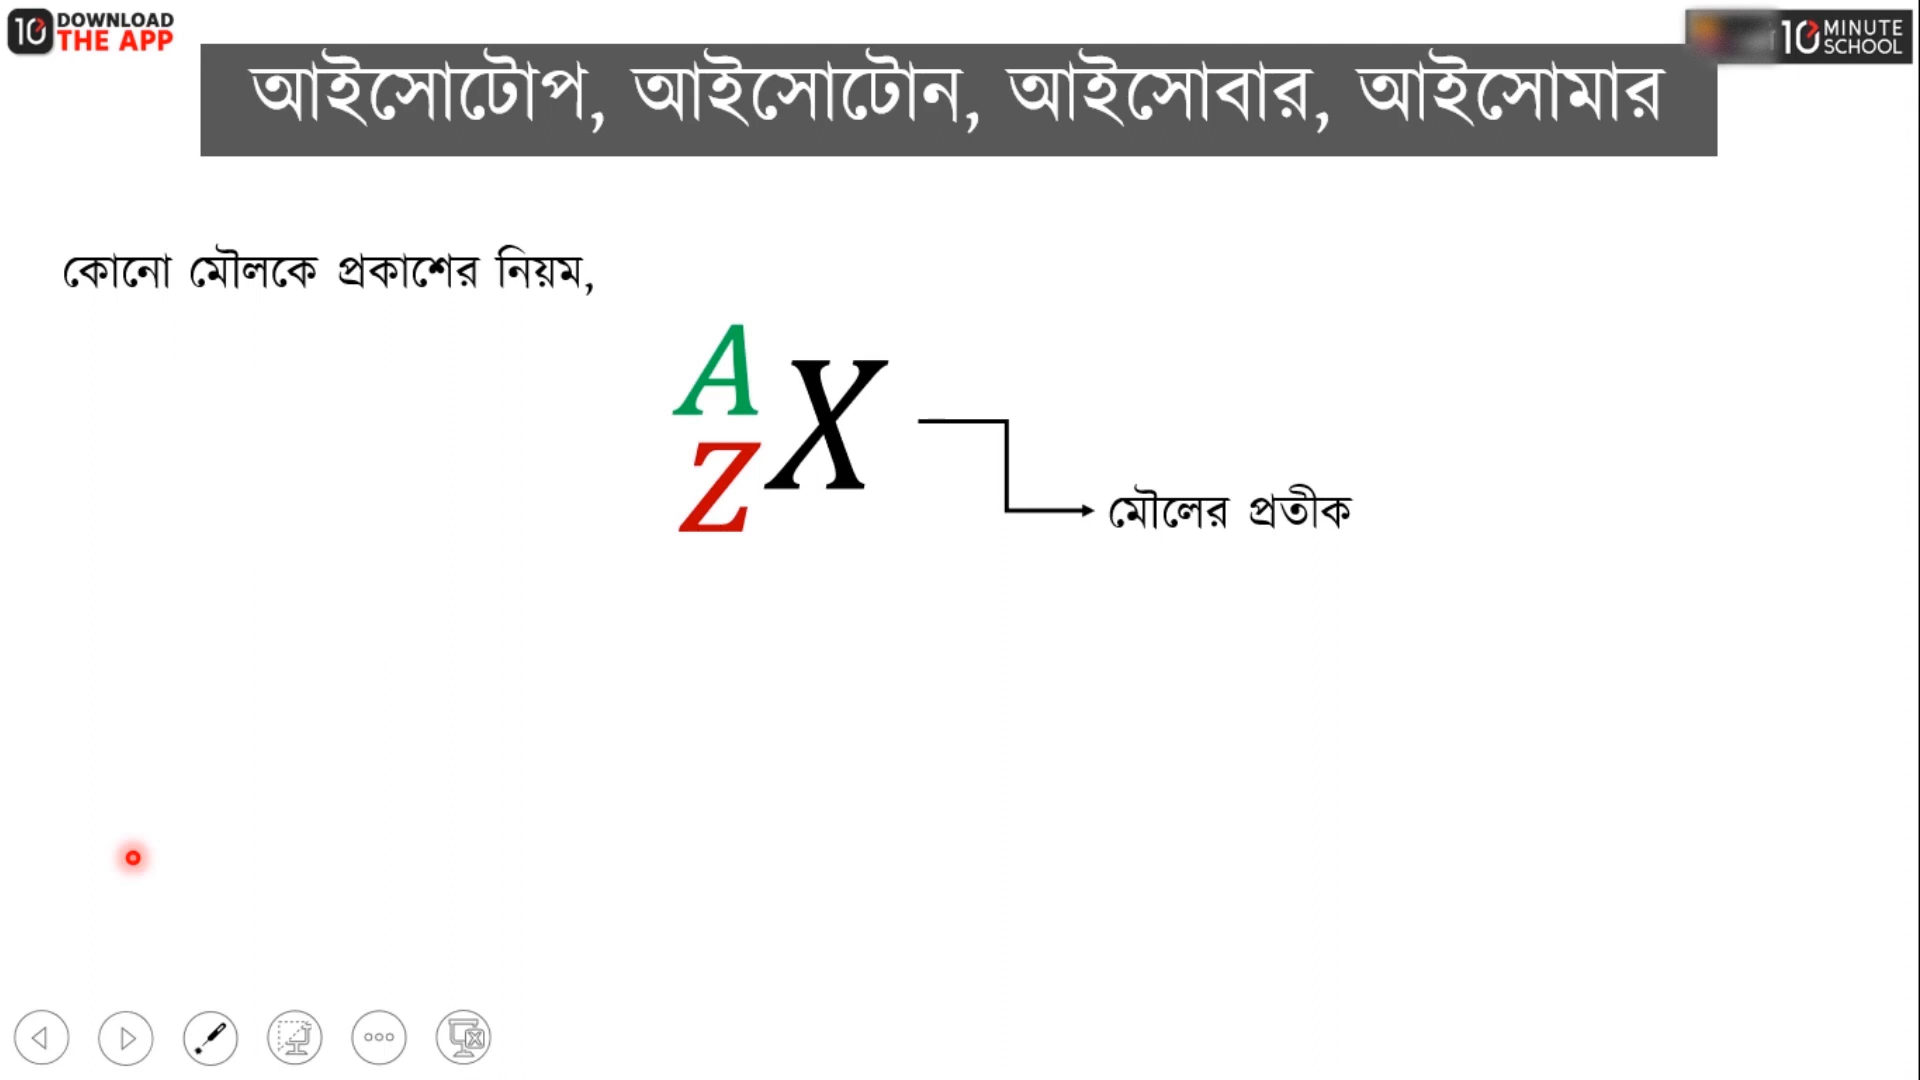 10 DOWNLOAD
THE APP
10 MINUTE
SCHOOL
আইসোটোপ, আইসোটোন, আইসোবার, আইসোমার
কোনো মৌলকে প্রকাশের নিয়ম,
A
Z X
মৌলের প্রতীক